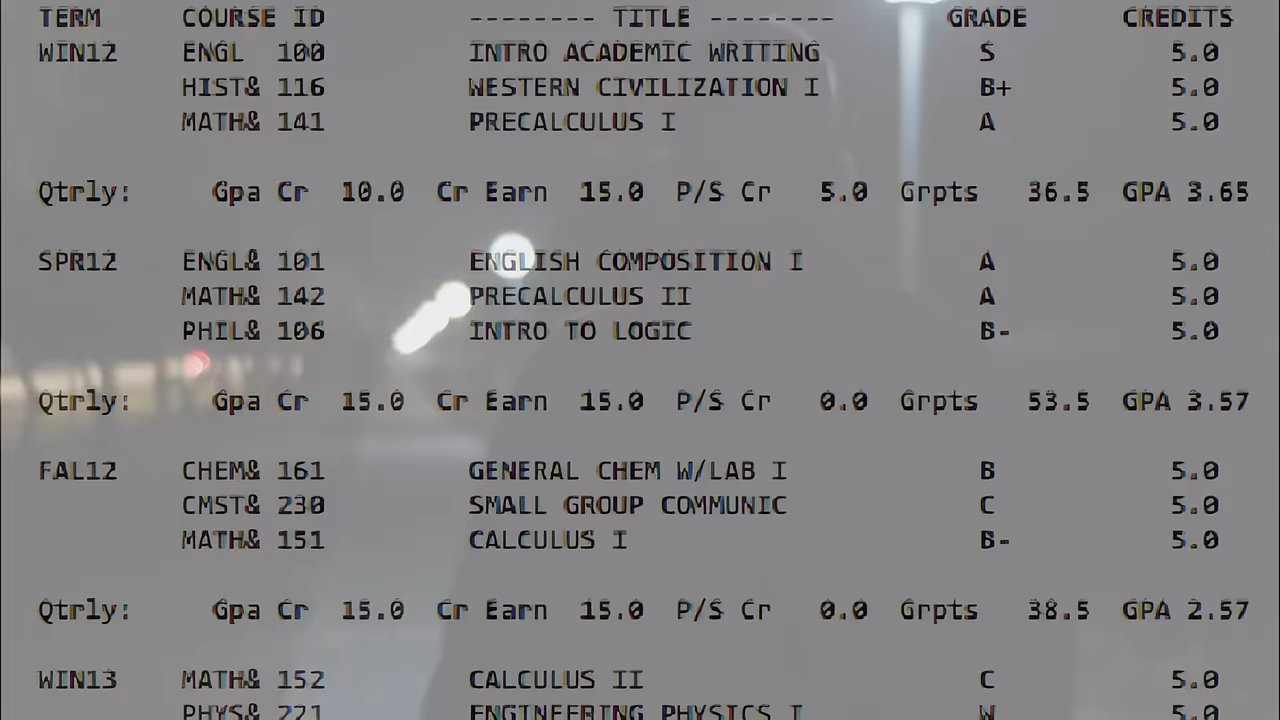 TERM COURSE ID -------- TITLE -------- GRADE CREDITS
WIN12 ENGL 100 INTRO ACADEMIC WRITING S 5.0
HIST& 116 WESTERN CIVILIZATION I B+ 5.0
MATH& 141 PRECALCULUS I A 5.0
Qtrly: Gpa Cr 10.0 Cr Earn 15.0 P/S Cr 5.0 Grpts 36.5 GPA 3.65
SPR12 ENGL& 101 ENGLISH COMPOSITION I A 5.0
MATH& 142 PRECALCULUS II A 5.0
PHIL& 106 INTRO TO LOGIC B- 5.0
Qtrly: Gpa Cr 15.0 Cr Earn 15.0 P/S Cr 0.0 Grpts 53.5 GPA 3.57
FAL12 CHEM& 161 GENERAL CHEM W/LAB I B 5.0
CMST& 230 SMALL GROUP COMMUNIC C 5.0
MATH& 151 CALCULUS I B- 5.0
Qtrly: Gpa Cr 15.0 Cr Earn 15.0 P/S Cr 0.0 Grpts 38.5 GPA 2.57
WIN13 MATH& 152 CALCULUS II C 5.0
PHYS& 221 ENGINEERING PHYSICS I W 5.0